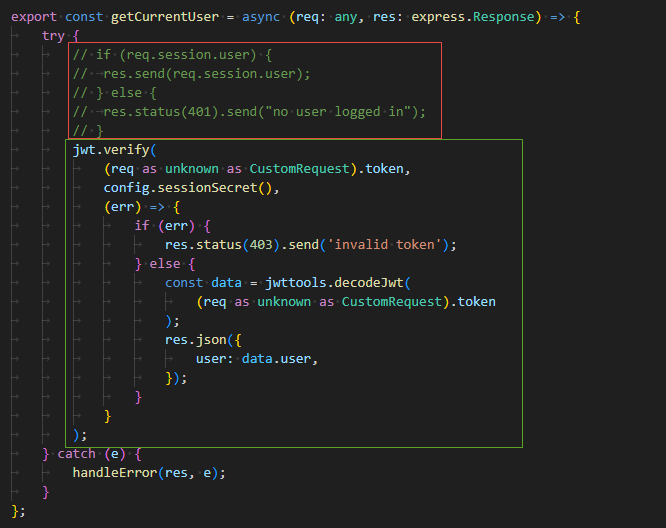 export const getCurrentUser = async (req: any, res: express.Response) => {
try {
// if (req.session.user) {
// res.send(req.session.user);
// } else {
// res.status(401).send("no user logged in");
// }
jwt.verify(
(req as unknown as CustomRequest).token,
config.sessionSecret(),
(err) => {
if (err) {
res.status(403).send('invalid token');
} else {
const data = jwttools.decodeJwt(
(req as unknown as CustomRequest).token
);
res.json({
user: data.user,
});
}
}
);
} catch (e) {
handleError(res, e);
}
};